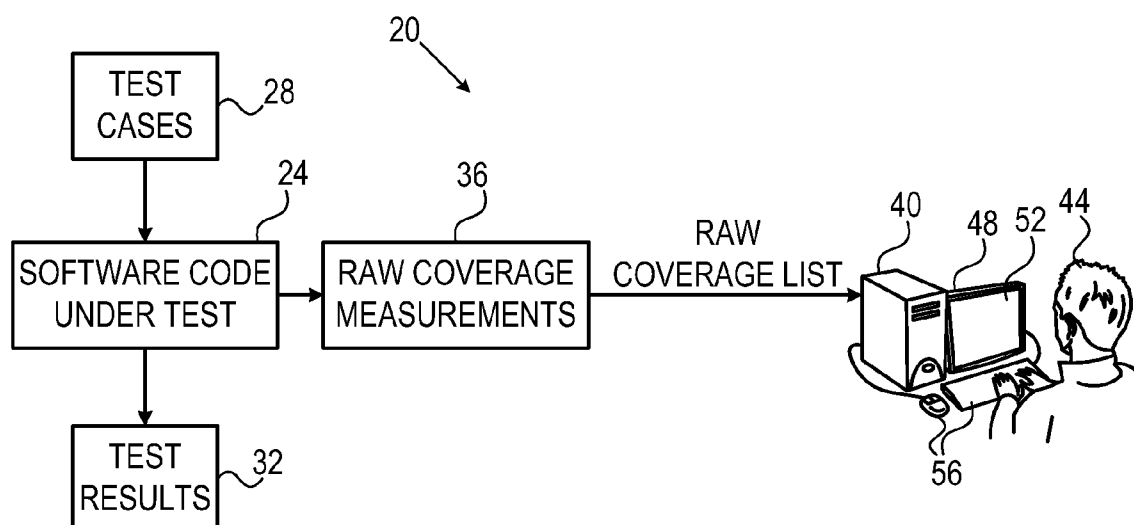 20
TEST
CASES
28
24
36
SOFTWARE CODE
UNDER TEST
RAW COVERAGE
MEASUREMENTS
RAW
COVERAGE LIST
40
48
52
44
56
TEST
RESULTS
32